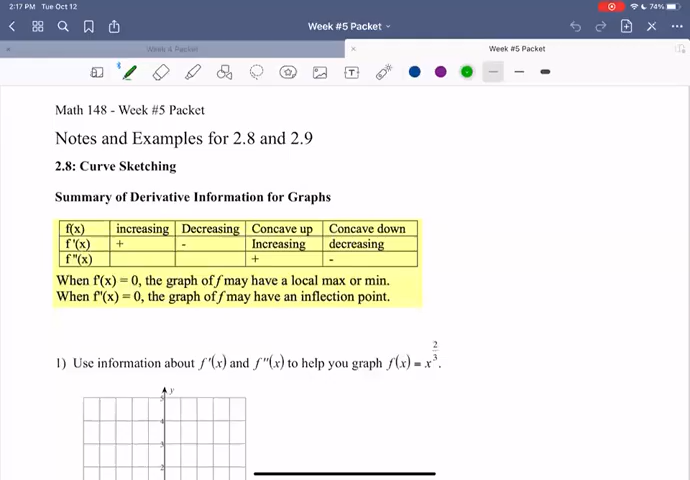 2:17 PM Tue Oct 12
74%
Week #5 Packet
Week 4 Packet
Week #5 Packet
Math 148 - Week #5 Packet
Notes and Examples for 2.8 and 2.9
2.8: Curve Sketching
Summary of Derivative Information for Graphs
f(x) increasing Decreasing Concave up Concave down
f '(x) + - Increasing decreasing
f "(x) + -
When f'(x) = 0, the graph of f may have a local max or min.
When f"(x) = 0, the graph of f may have an inflection point.
1) Use information about f '(x) and f "(x) to help you graph f(x) = x^(2/3).
y
5
4
3
2